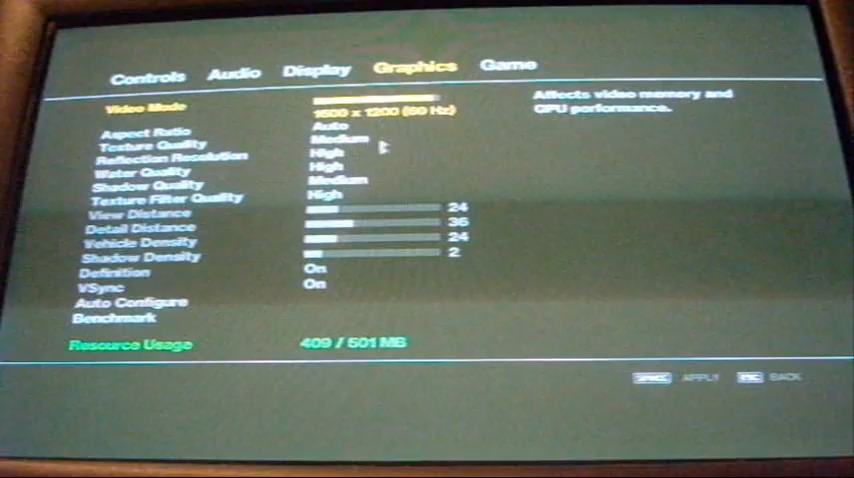 Controls Audio Display Graphics Game
Video Mode 1600 x 1200 (60 Hz)
Affects video memory and
GPU performance.
Aspect Ratio Auto
Texture Quality Medium
Reflection Resolution High
Water Quality High
Shadow Quality Medium
Texture Filter Quality High
View Distance 24
Detail Distance 36
Vehicle Density 24
Shadow Density 2
Definition On
VSync On
Auto Configure
Benchmark
Resource Usage 409 / 501 MB
SPACE APPLY ESC BACK